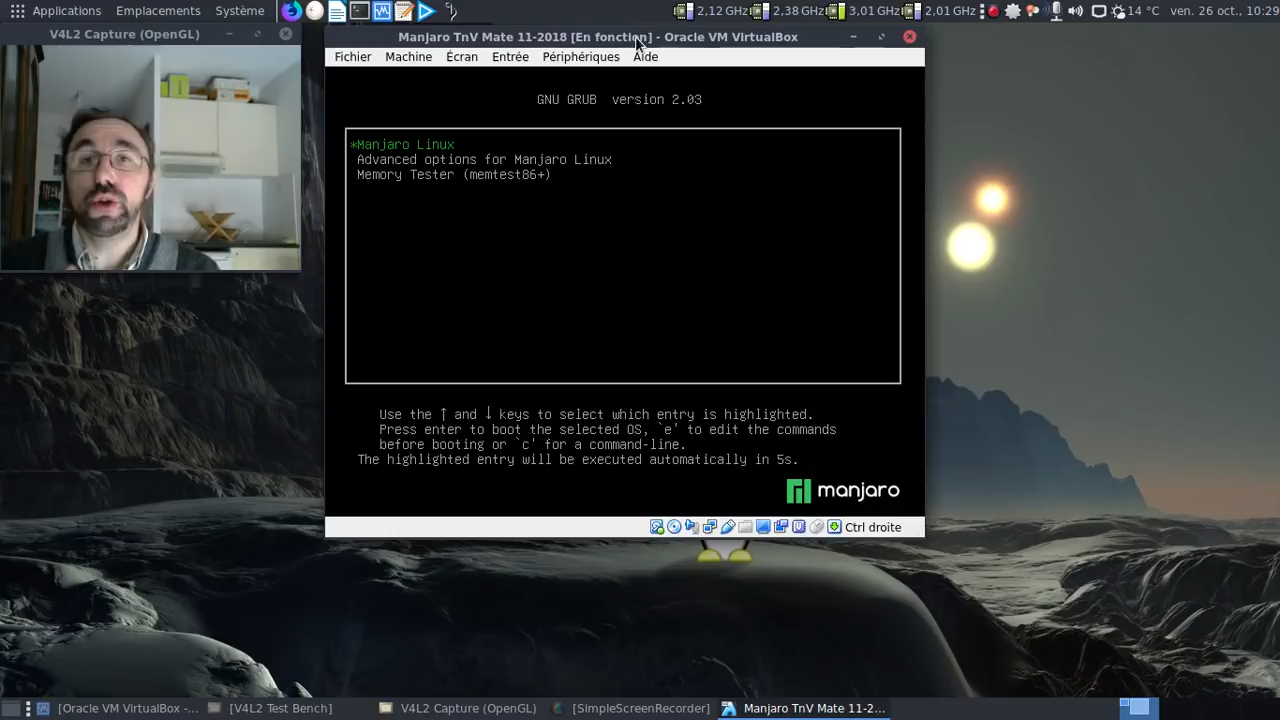 Applications Emplacements Système
2,12 GHz 2,38 GHz 3,01 GHz 2,01 GHz 14 °C ven. 26 oct., 10:29
V4L2 Capture (OpenGL)
Manjaro TnV Mate 11-2018 [En fonction] - Oracle VM VirtualBox
Fichier Machine Écran Entrée Périphériques Aide
GNU GRUB version 2.03
*Manjaro Linux
Advanced options for Manjaro Linux
Memory Tester (memtest86+)
Use the ↑ and ↓ keys to select which entry is highlighted.
Press enter to boot the selected OS, `e' to edit the commands
before booting or `c' for a command-line.
The highlighted entry will be executed automatically in 5s.
manjaro
Ctrl droite
[Oracle VM VirtualBox -... [V4L2 Test Bench] V4L2 Capture (OpenGL) [SimpleScreenRecorder] Manjaro TnV Mate 11-2...